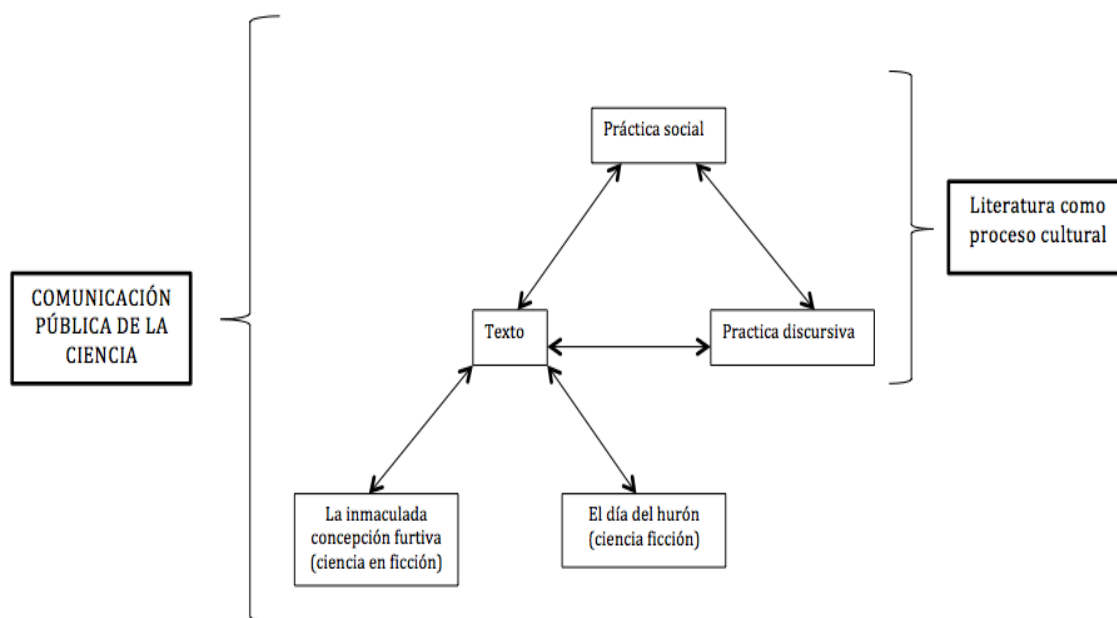 Práctica social
Literatura como
proceso cultural
COMUNICACIÓN
PÚBLICA DE LA
CIENCIA
Texto
Practica discursiva
La inmaculada
concepción furtiva
(ciencia en ficción)
El día del hurón
(ciencia ficción)